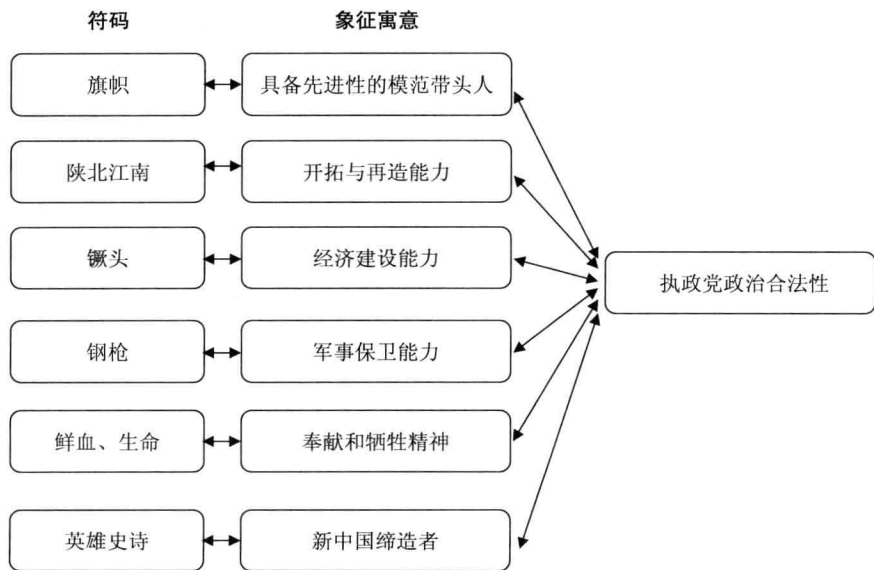 符码 象征寓意
旗帜 具备先进性的模范带头人
陕北江南 开拓与再造能力
镢头 经济建设能力
执政党政治合法性
钢枪 军事保卫能力
鲜血、生命 奉献和牺牲精神
英雄史诗 新中国缔造者